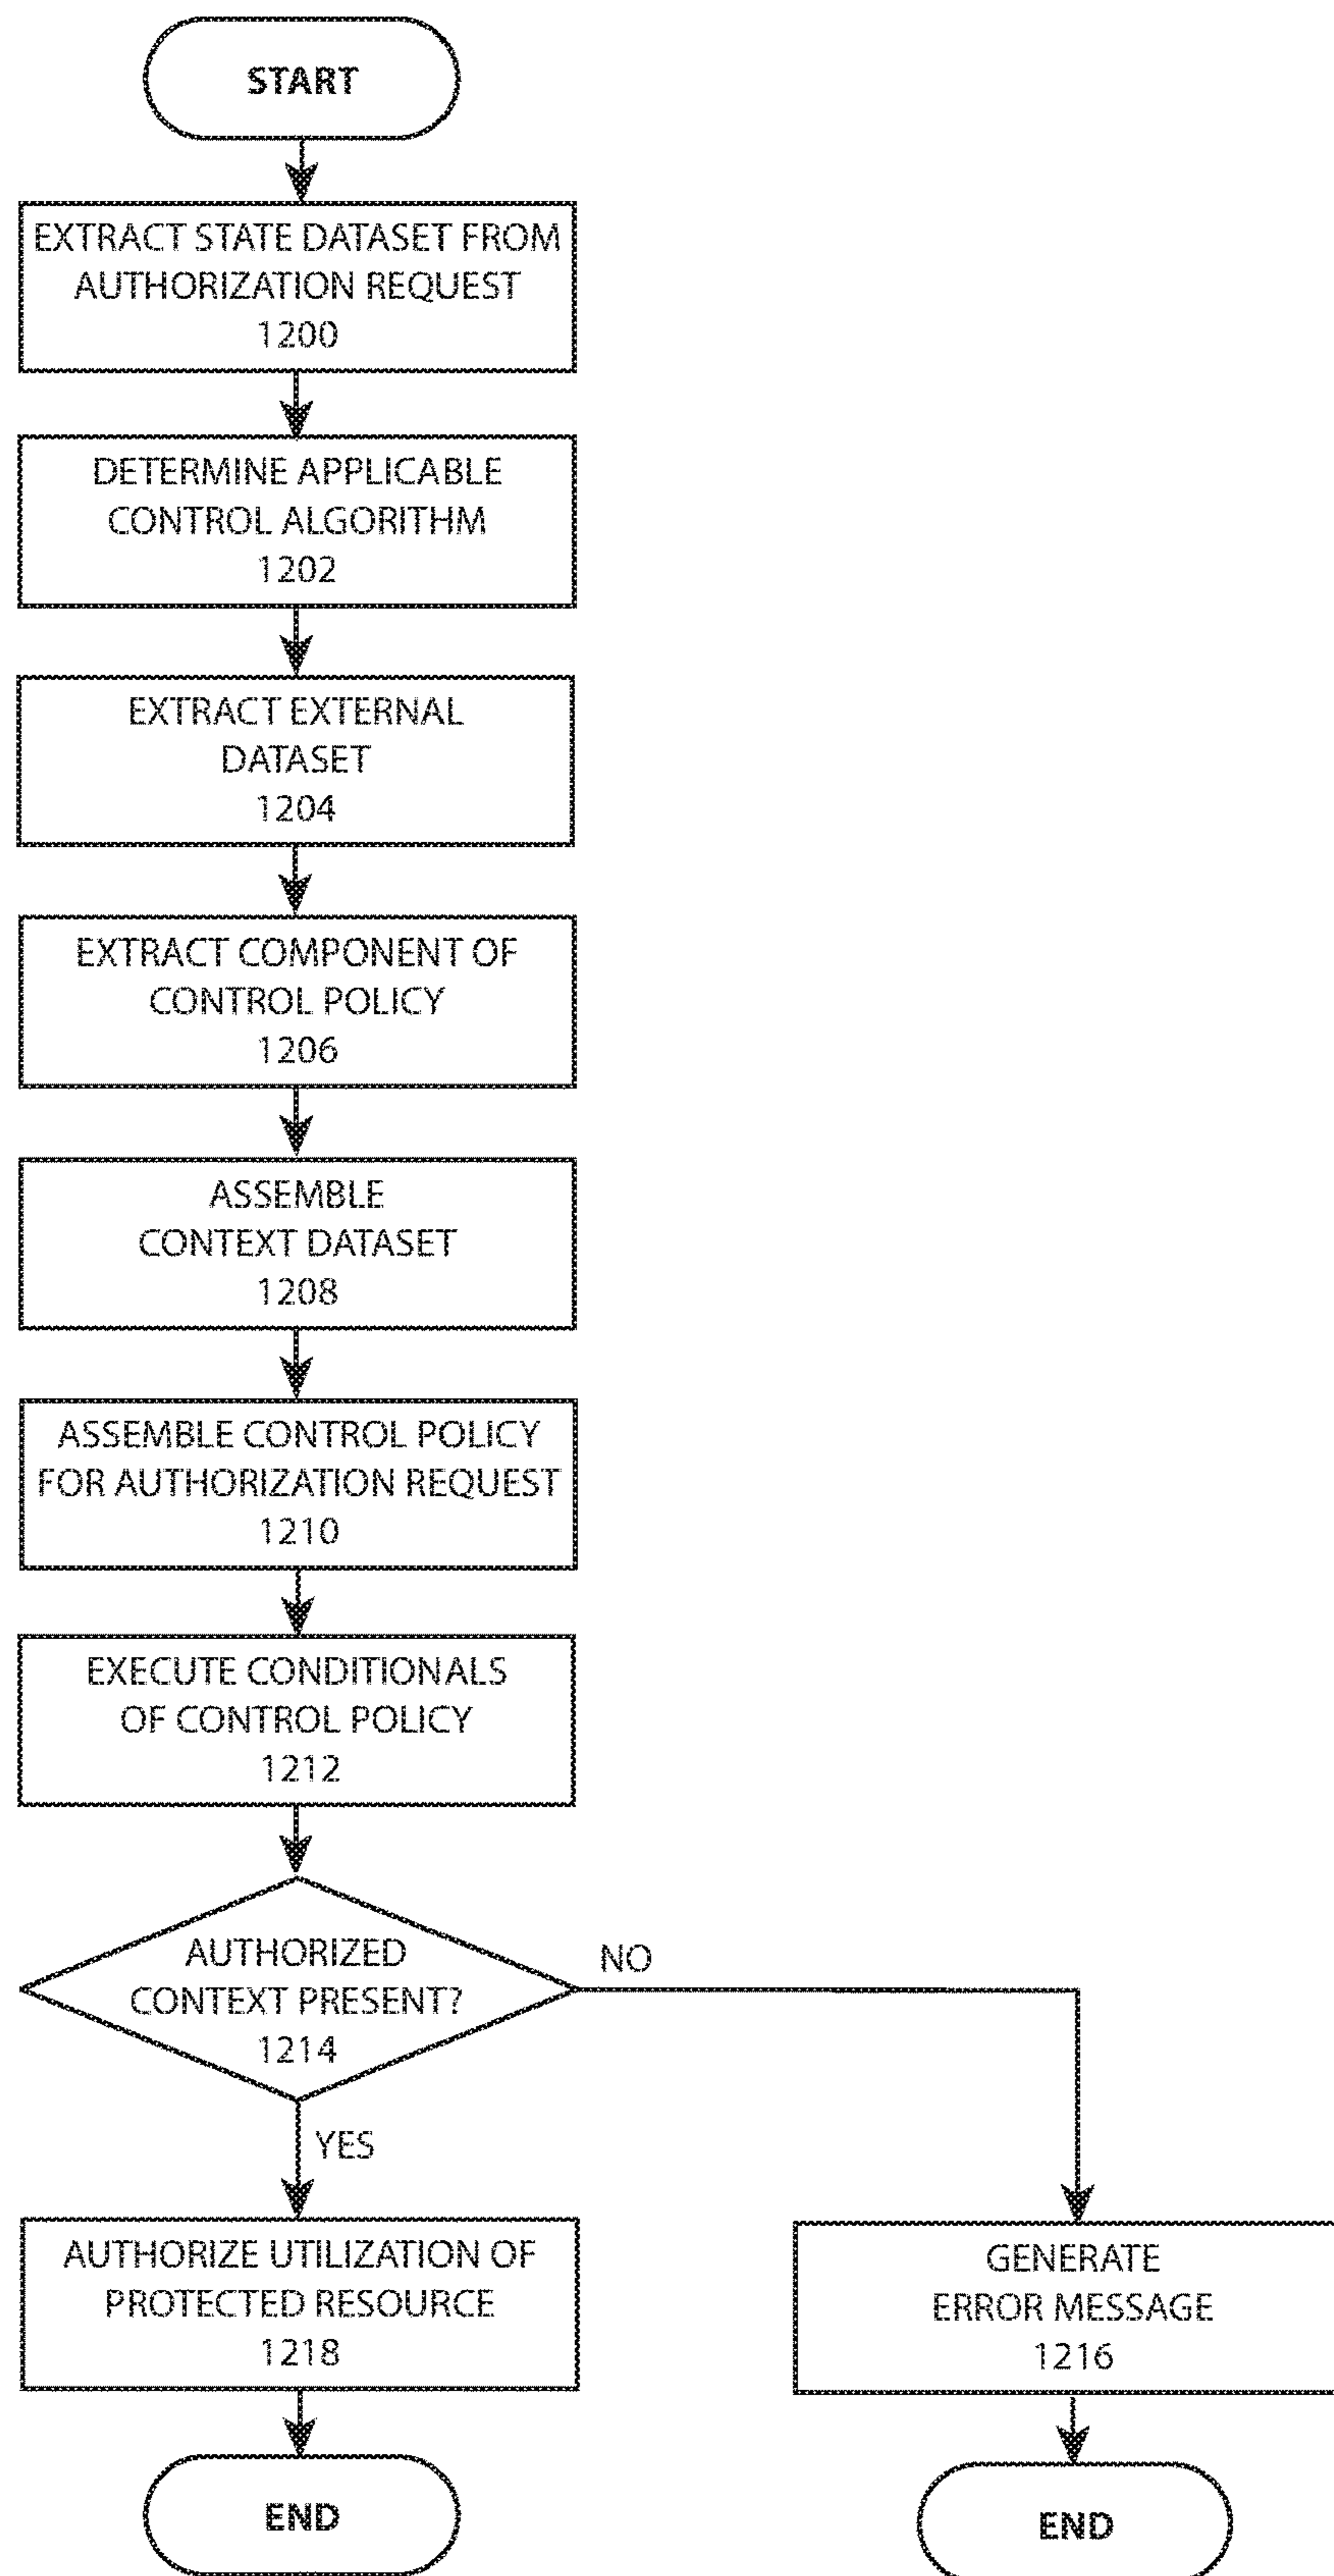 START
EXTRACT STATE DATASET FROM
AUTHORIZATION REQUEST
1200
DETERMINE APPLICABLE
CONTROL ALGORITHM
1202
EXTRACT EXTERNAL
DATASET
1204
EXTRACT COMPONENT OF
CONTROL POLICY
1206
ASSEMBLE
CONTEXT DATASET
1208
ASSEMBLE CONTROL POLICY
FOR AUTHORIZATION REQUEST
1210
EXECUTE CONDITIONALS
OF CONTROL POLICY
1212
AUTHORIZED
CONTEXT PRESENT?
1214
NO
YES
AUTHORIZE UTILIZATION OF
PROTECTED RESOURCE
1218
GENERATE
ERROR MESSAGE
1216
END
END